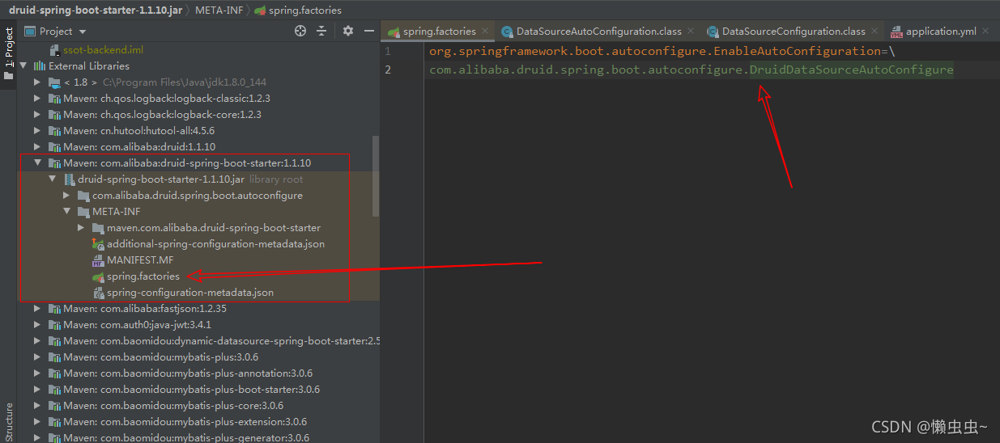 druid-spring-boot-starter-1.1.10.jar META-INF spring.factories
1: Project
Structure
Project
ssot-backend.iml
External Libraries
< 1.8 > C:\Program Files\Java\jdk1.8.0_144
Maven: ch.qos.logback:logback-classic:1.2.3
Maven: ch.qos.logback:logback-core:1.2.3
Maven: cn.hutool:hutool-all:4.5.6
Maven: com.alibaba:druid:1.1.10
Maven: com.alibaba:druid-spring-boot-starter:1.1.10
druid-spring-boot-starter-1.1.10.jar library root
com.alibaba.druid.spring.boot.autoconfigure
META-INF
maven.com.alibaba.druid-spring-boot-starter
additional-spring-configuration-metadata.json
MF MANIFEST.MF
spring.factories
spring-configuration-metadata.json
Maven: com.alibaba:fastjson:1.2.35
Maven: com.auth0:java-jwt:3.4.1
Maven: com.baomidou:dynamic-datasource-spring-boot-starter:2.5
Maven: com.baomidou:mybatis-plus:3.0.6
Maven: com.baomidou:mybatis-plus-annotation:3.0.6
Maven: com.baomidou:mybatis-plus-boot-starter:3.0.6
Maven: com.baomidou:mybatis-plus-core:3.0.6
Maven: com.baomidou:mybatis-plus-extension:3.0.6
Maven: com.baomidou:mybatis-plus-generator:3.0.6
spring.factories DataSourceAutoConfiguration.class DataSourceConfiguration.class YML application.yml
1 org.springframework.boot.autoconfigure.EnableAutoConfiguration=\
2 com.alibaba.druid.spring.boot.autoconfigure.DruidDataSourceAutoConfigure
CSDN @懒虫虫~